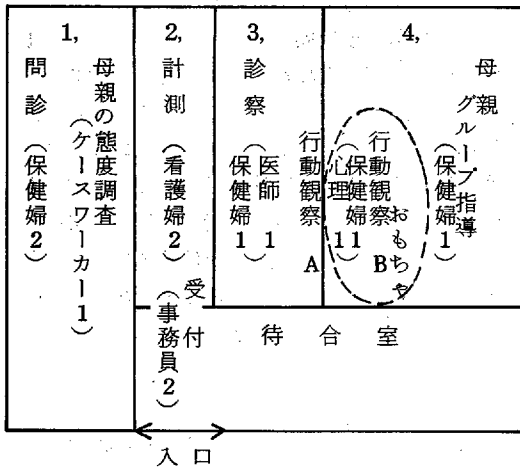 1,
母親の態度調査
(ケースワーカー1)
問診(保健婦2)
2,
計測(看護婦2)
受付
(事務員2)
3,
診察
(医師1
保健婦1)
行動観察A
4,
母親
グループ指導
(保健婦1)
おもちゃ
行動観察B
(保健婦1
心理1)
待合室
入口